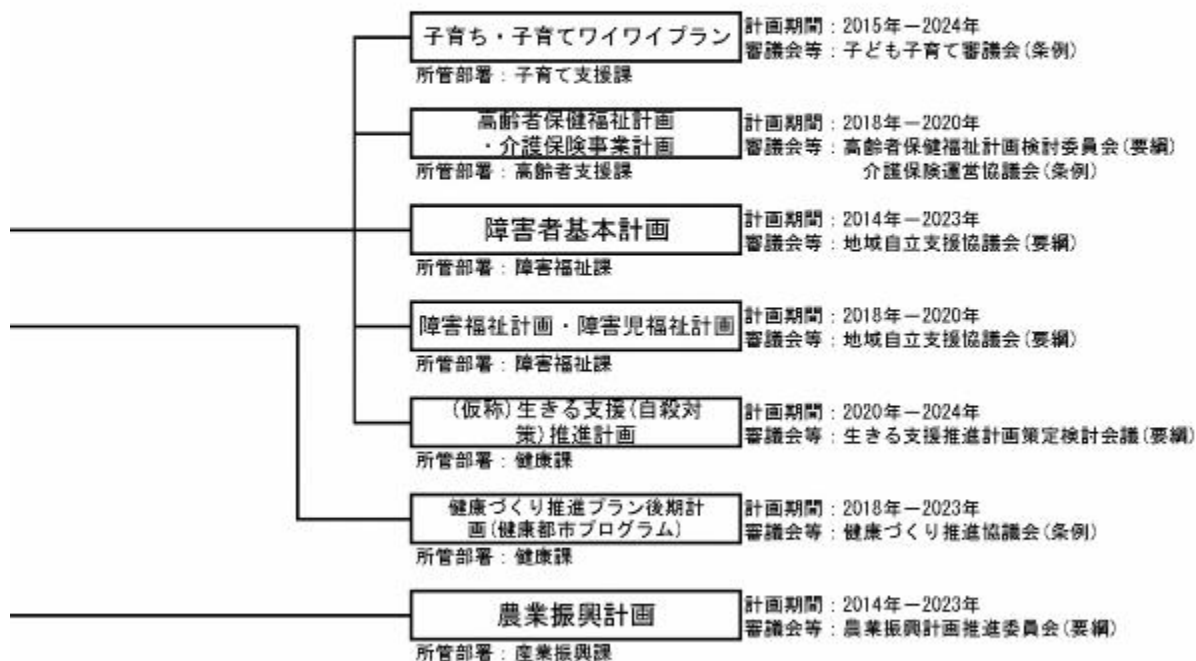 子育ち・子育てワイワイプラン
計画期間：2015年－2024年
審議会等：子ども子育て審議会(条例)
所管部署：子育て支援課
高齢者保健福祉計画
・介護保険事業計画
計画期間：2018年－2020年
審議会等：高齢者保健福祉計画検討委員会(要綱)
介護保険運営協議会(条例)
所管部署：高齢者支援課
障害者基本計画
計画期間：2014年－2023年
審議会等：地域自立支援協議会(要綱)
所管部署：障害福祉課
障害福祉計画・障害児福祉計画
計画期間：2018年－2020年
審議会等：地域自立支援協議会(要綱)
所管部署：障害福祉課
(仮称)生きる支援(自殺対
策)推進計画
計画期間：2020年－2024年
審議会等：生きる支援推進計画策定検討会議(要綱)
所管部署：健康課
健康づくり推進プラン後期計
画(健康都市プログラム)
計画期間：2018年－2023年
審議会等：健康づくり推進協議会(条例)
所管部署：健康課
農業振興計画
計画期間：2014年－2023年
審議会等：農業振興計画推進委員会(要綱)
所管部署：産業振興課